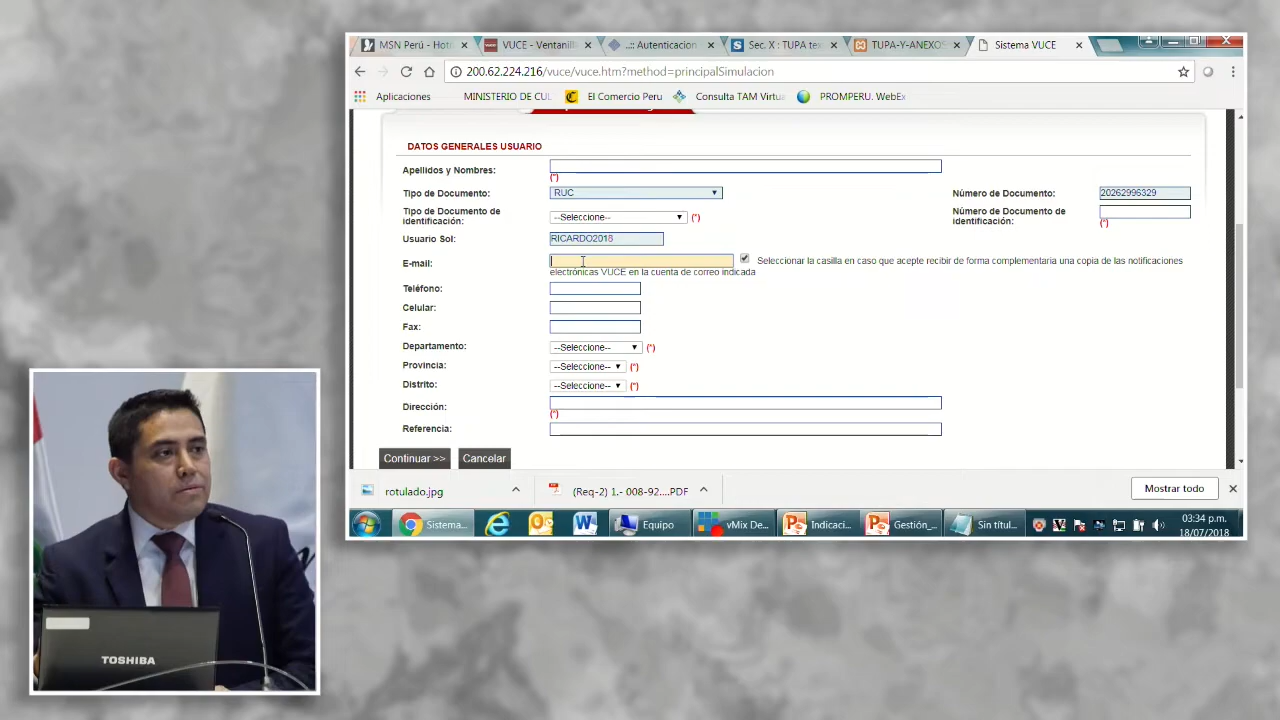 MSN Perú - Hotm
VUCE - Ventanill
..:: Autenticacion
Sec. X : TUPA tex
TUPA-Y-ANEXOS
Sistema VUCE
200.62.224.216/vuce/vuce.htm?method=principalSimulacion
Aplicaciones
MINISTERIO DE CUL
El Comercio Peru
Consulta TAM Virtua
PROMPERU. WebEx
DATOS GENERALES USUARIO
Apellidos y Nombres:
(*)
Tipo de Documento: RUC
Número de Documento: 20262996329
Tipo de Documento de identificación: --Seleccione-- (*)
Número de Documento de identificación:
(*)
Usuario Sol: RICARDO2018
E-mail:
Seleccionar la casilla en caso que acepte recibir de forma complementaria una copia de las notificaciones
electrónicas VUCE en la cuenta de correo indicada
Teléfono:
Celular:
Fax:
Departamento: --Seleccione-- (*)
Provincia: --Seleccione-- (*)
Distrito: --Seleccione-- (*)
Dirección:
(*)
Referencia:
Continuar >> Cancelar
rotulado.jpg
(Req-2) 1.- 008-92....PDF
Mostrar todo
Sistema...
Equipo
vMix De...
Indicaci...
Gestión_...
Sin títul...
03:34 p.m.
18/07/2018
TOSHIBA